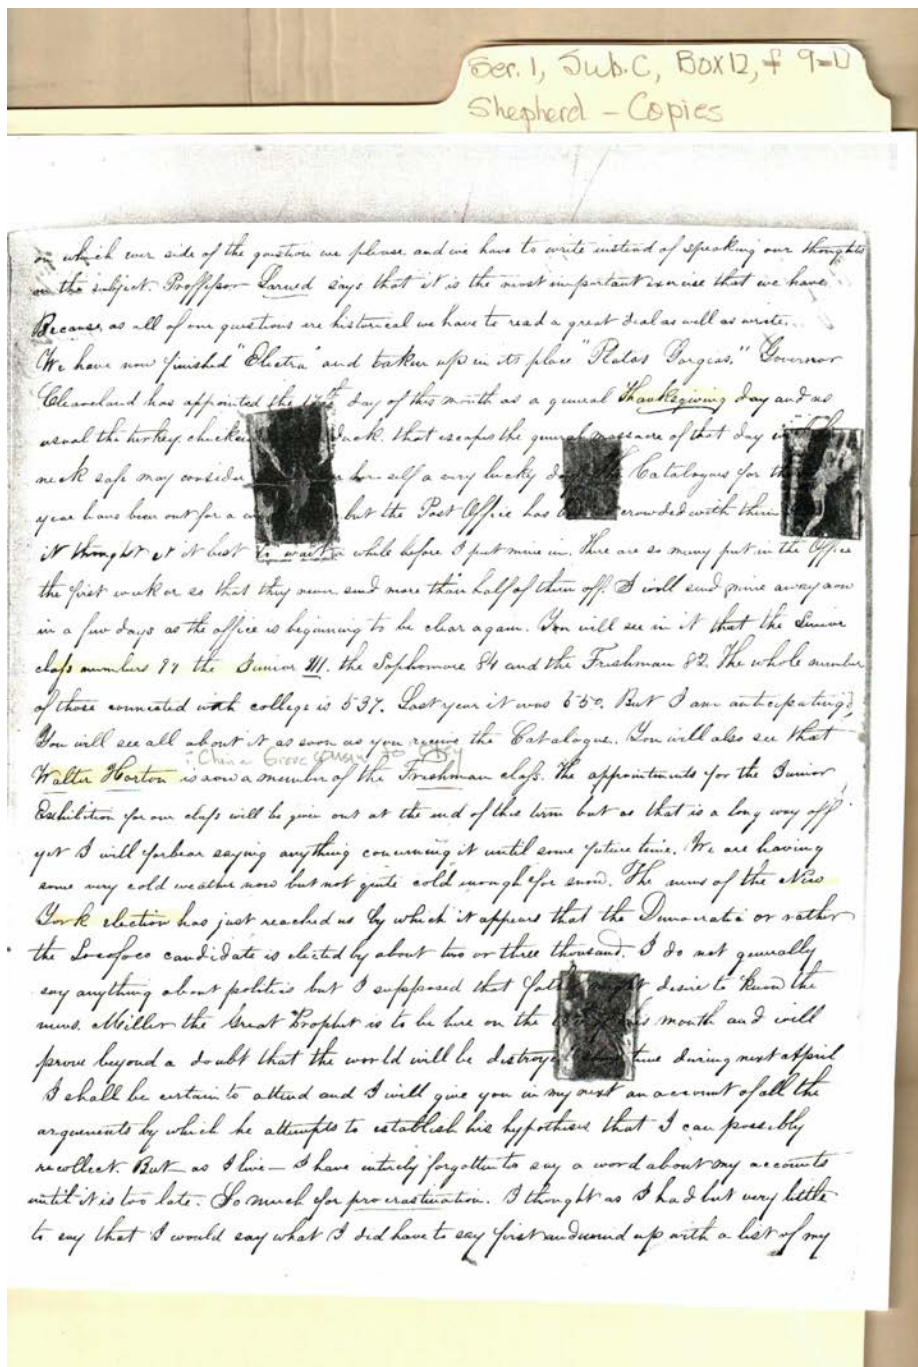 Ser. 1, Sub. C, Box 12, f 9-D
Shepherd - Copies
on which ever side of the question we please and we have to write instead of speaking our thoughts
on the subject. Proffessor Larned says that it is the most important exercise that we have
Because, as all of our questions are historical we have to read a great deal as well as write.
We have now finished "Electra" and taken up in its place "Platos Gorgias." Governor
Cleaveland has appointed the 17th day of this month as a general Thanksgiving day and as
usual the turkey, chicken duck. that escapes the general massacre of that day
neck safe may consider herself a very lucky Catalogues for
year have been out for a but the Post Office has crowded with them
it thought it best to wait a while before I put mine in. There are so many put in the Office
the first week or so that they never send more than half of them off. I will send mine away now
in a few days as the office is beginning to be clear again. You will see in it that the Senior
class numbers 97 the Junior 111. the Sophomore 84 and the Freshman 82. The whole number
of those connected with college is 537. Last year it was 550. But I am anticipating,
You will see all about it as soon as you receive the Catalogue. You will also see that
China Grove cousin to
Walter Horton is now a member of the Freshman class. The appointments for the Junior
Exhibition for our class will be given out at the end of this term but as that is a long way off
yet I will forbear saying anything concerning it until some future time. We are having
some very cold weather now but not quite cold enough for snow. The news of the New
York election has just reached us by which it appears that the Democratic or rather
the Locofoco candidate is elected by about two or three thousand. I do not generally
say anything about politics but I supposed that might desire to know the
news. Miller the Great Prophet is to be here on the month and will
prove beyond a doubt that the world will be time during next April
I shall be certain to attend and I will give you in my next an account of all the
arguements by which he attempts to establish his hypothesis that I can possibly
recollect. But as I live - I have entirely forgotten to say a word about my accounts
until it is too late. So much for procrastination. I thought as I had but very little
to say that I would say what I did have to say first and wind up with a list of my